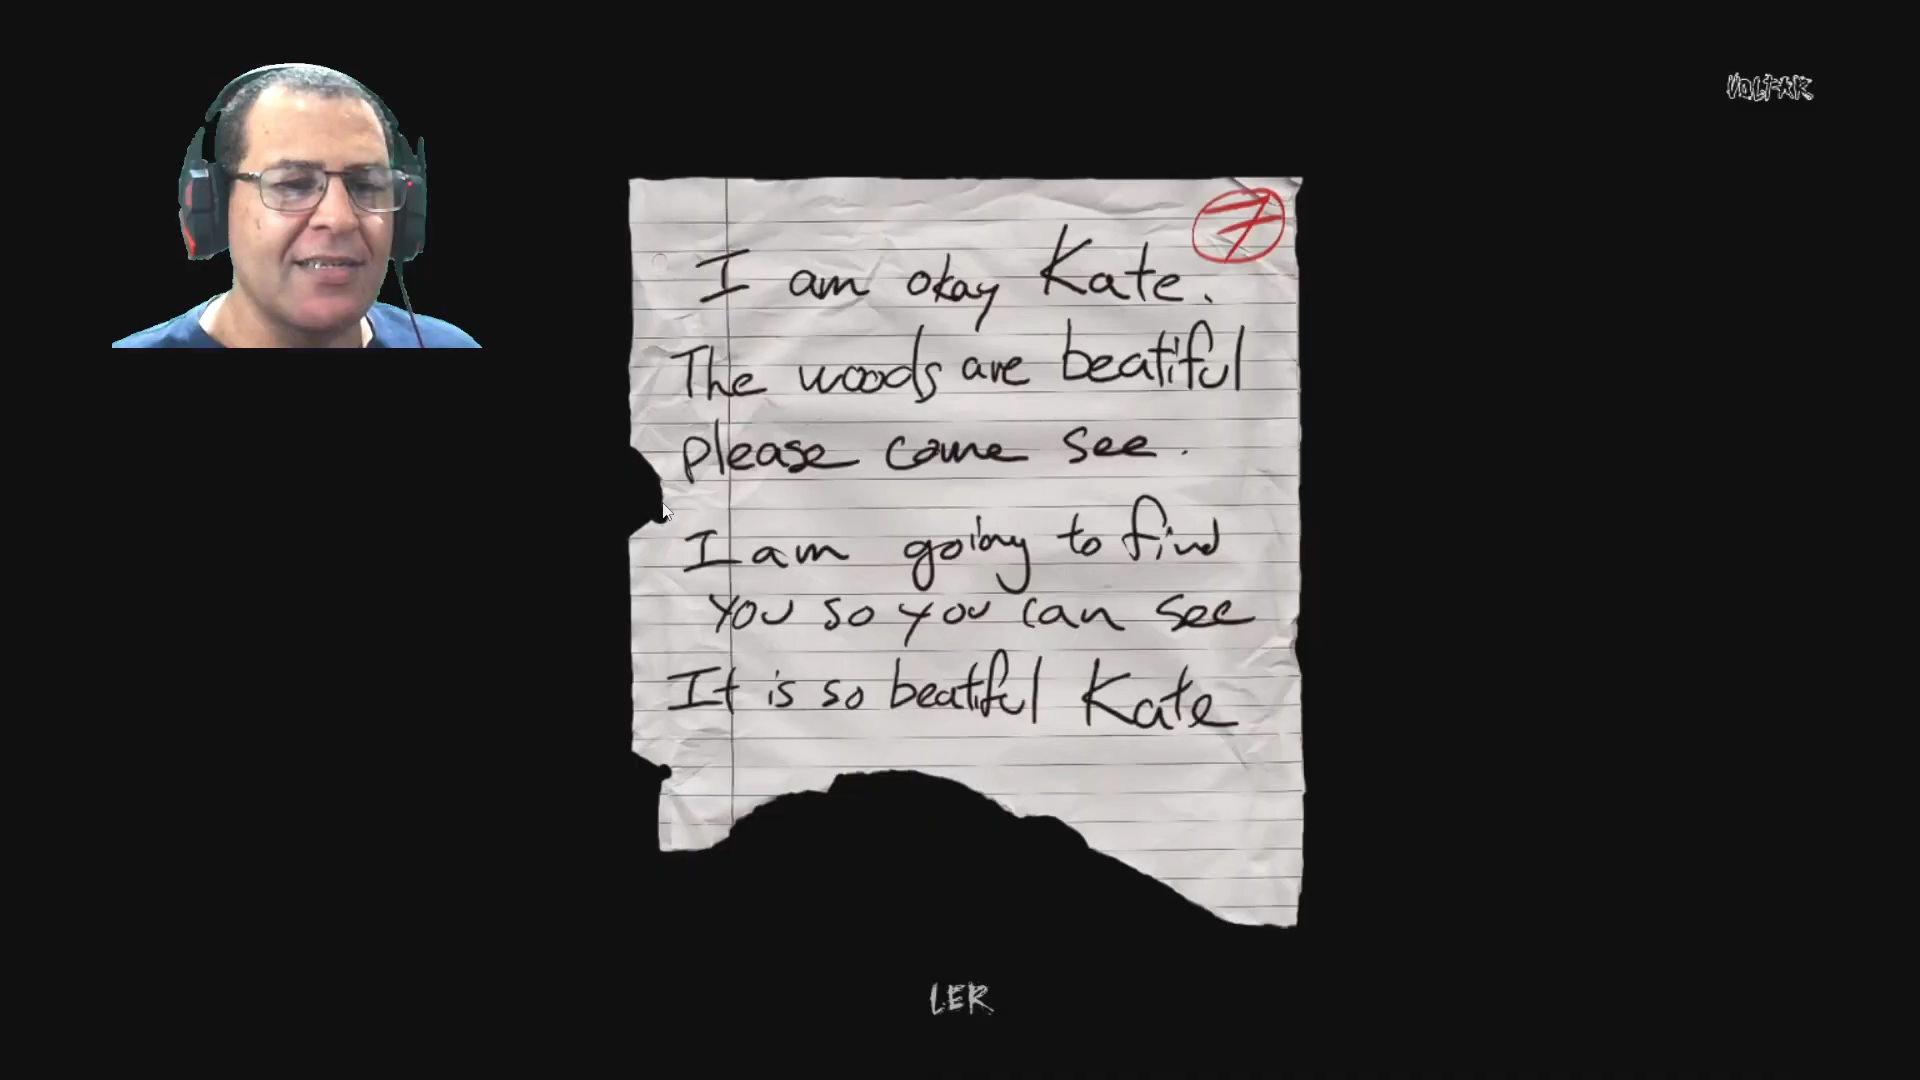 VOLTAR
7
I am okay Kate.
The woods are beatiful
please come see.
I am going to find
you so you can see
It is so beatiful Kate
LER